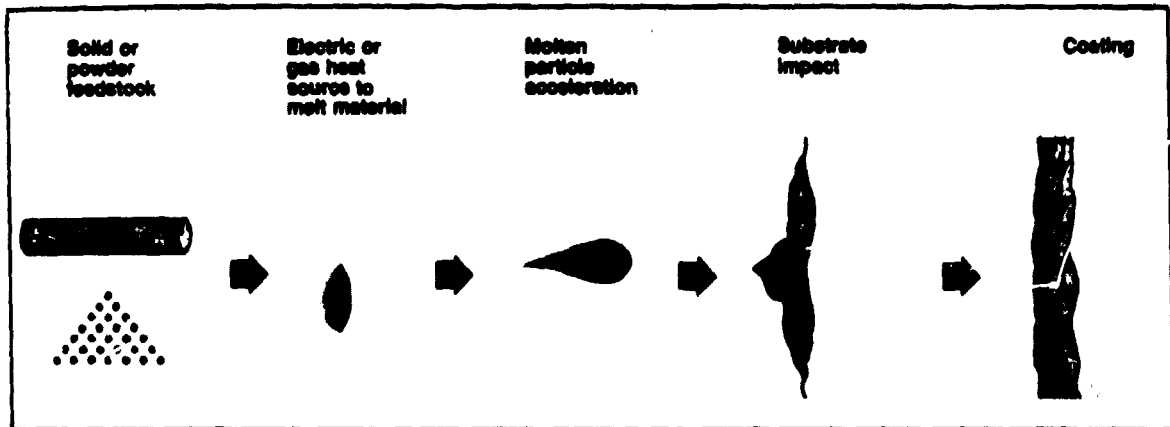 Solid or
powder
feedstock
Electric or
gas heat
source to
melt material
Molten
particle
acceleration
Substrate
impact
Coating